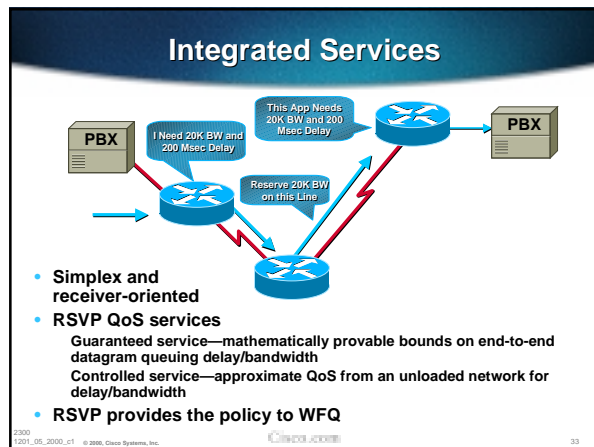 Integrated Services
This App Needs
20K BW and 200
Msec Delay
PBX
I Need 20K BW and
200 Msec Delay
PBX
Reserve 20K BW
on this Line
• Simplex and
receiver-oriented
• RSVP QoS services
Guaranteed service—mathematically provable bounds on end-to-end
datagram queuing delay/bandwidth
Controlled service—approximate QoS from an unloaded network for
delay/bandwidth
• RSVP provides the policy to WFQ
2300
1201_05_2000_c1 © 2000, Cisco Systems, Inc.
Cisco.com
33